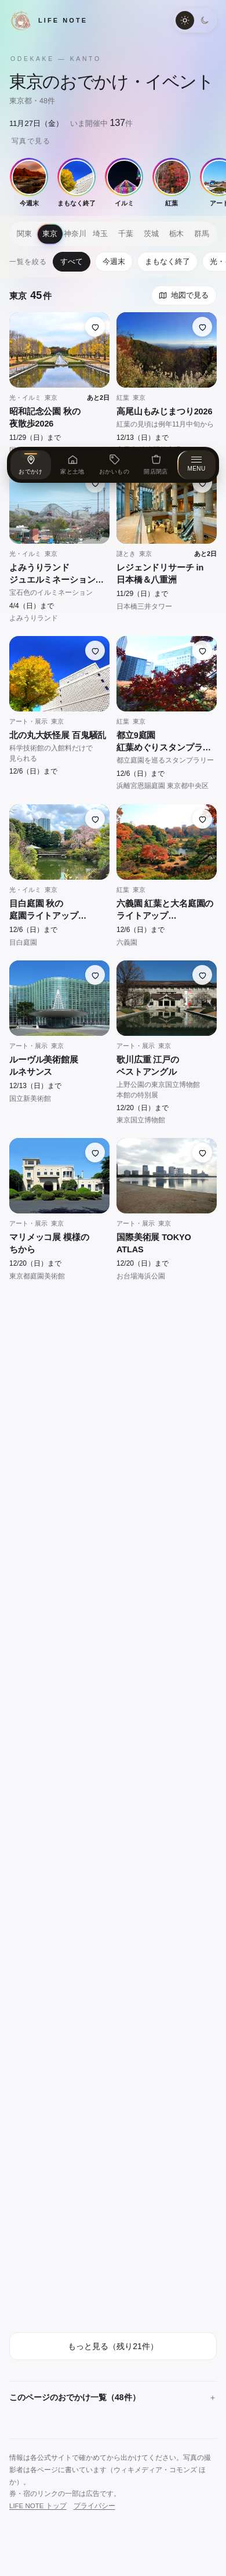 LIFE NOTE
ODEKAKE — KANTO
東京のおでかけ・イベント
東京都・48件
11月27日（金） いま開催中 137件
写真で見る
今週末 まもなく終了 イルミ 紅葉 アート
関東 東京 神奈川 埼玉 千葉 茨城 栃木 群馬
一覧を絞る すべて 今週末 まもなく終了 光・
東京 45件 地図で見る
光・イルミ 東京 あと2日
昭和記念公園 秋の
夜散歩2026
11/29（日）まで
紅葉 東京
高尾山もみじまつり2026
紅葉の見頃は例年11月中旬から
12/13（日）まで
おでかけ 家と土地 おかいもの 開店閉店 MENU
光・イルミ 東京
よみうりランド
ジュエルミネーション…
宝石色のイルミネーション
4/4（日）まで
よみうりランド
謎とき 東京 あと2日
レジェンドリサーチ in
日本橋＆八重洲
11/29（日）まで
日本橋三井タワー
アート・展示 東京
北の丸大妖怪展 百鬼騒乱
科学技術館の入館料だけで
見られる
12/6（日）まで
紅葉 東京
都立9庭園
紅葉めぐりスタンプラ…
都立庭園を巡るスタンプラリー
12/6（日）まで
浜離宮恩賜庭園 東京都中央区
光・イルミ 東京
目白庭園 秋の
庭園ライトアップ…
12/6（日）まで
目白庭園
紅葉 東京
六義園 紅葉と大名庭園の
ライトアップ…
12/6（日）まで
六義園
アート・展示 東京
ルーヴル美術館展
ルネサンス
12/13（日）まで
国立新美術館
アート・展示 東京
歌川広重 江戸の
ベストアングル
上野公園の東京国立博物館
本館の特別展
12/20（日）まで
東京国立博物館
アート・展示 東京
マリメッコ展 模様の
ちから
12/20（日）まで
東京都庭園美術館
アート・展示 東京
国際美術展 TOKYO
ATLAS
12/20（日）まで
お台場海浜公園
もっと見る（残り21件）
このページのおでかけ一覧（48件） +
情報は各公式サイトで確かめてから出かけてください。写真の撮
影者は各ページに書いています（ウィキメディア・コモンズ ほ
か）。
券・宿のリンクの一部は広告です。
LIFE NOTE トップ プライバシー